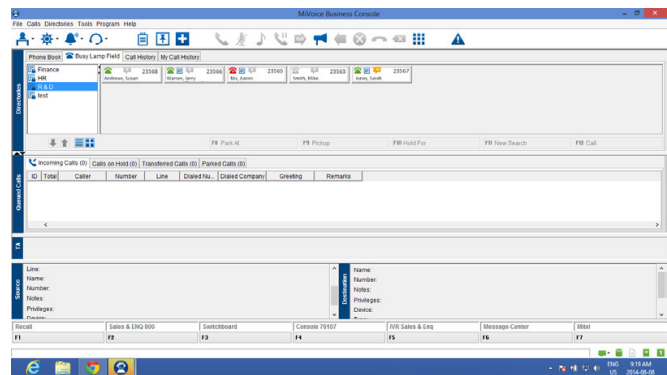 MiVoice Business Console
File Calls Directories Tools Program Help
Phone Book Busy Lamp Field Call History My Call History
Directories
Finance
HR
R & D
test
23568
Andrews, Susan
23566
Warren, Jerry
23565
Nix, Aaron
23563
Smith, Mike
23567
Jones, Sarah
F8 Park At F9 Pickup F10 Hold For F11 New Search F12 Call
Queued Calls
Incoming Calls (0) Calls on Hold (0) Transferred Calls (0) Parked Calls (0)
ID Total Caller Number Line Dialed Nu... Dialed Company Greeting Remarks
Source
Line:
Name:
Number:
Notes:
Privileges:
Device:
Destination
Name:
Number:
Notes:
Privileges:
Device:
Recall Sales & ENQ 800 Switchboard Console 70107 IVR Sales & Enq Message Center Mitel
F1 F2 F3 F4 F5 F6 F7
ENG 9:19 AM
US 2014-08-08